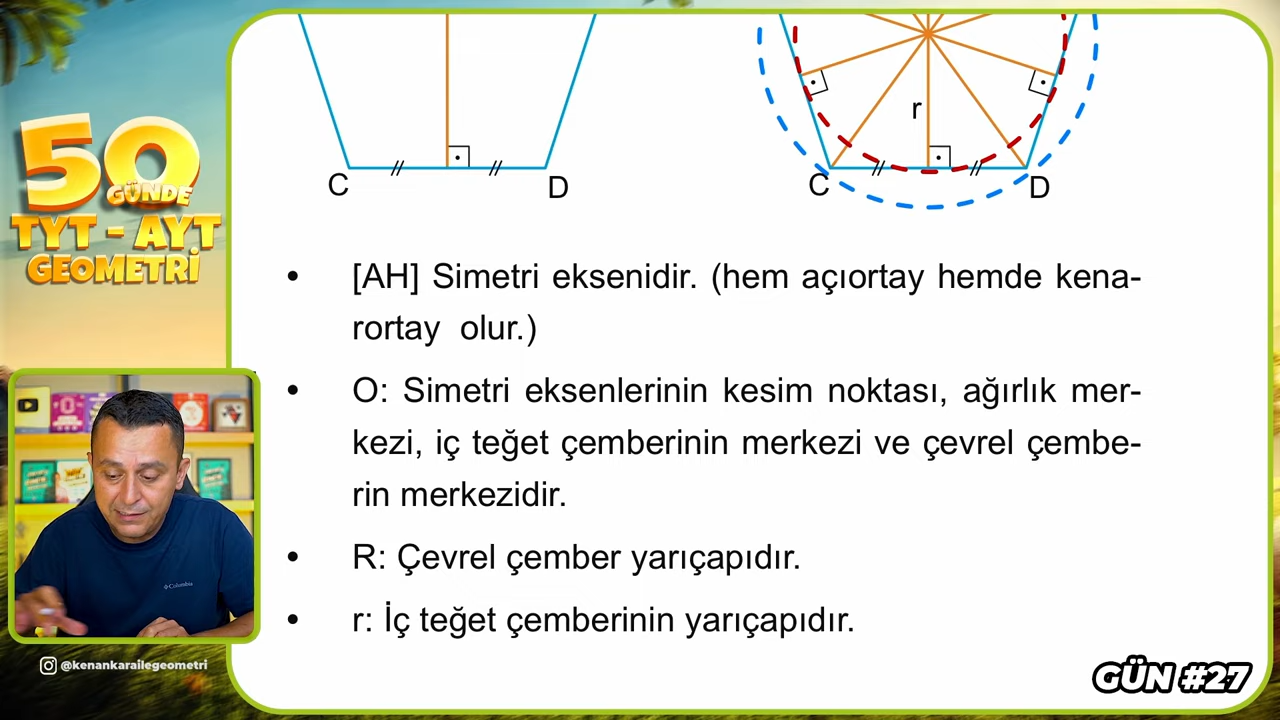 50
GÜNDE
TYT - AYT
GEOMETRİ
r
C
D
C
D
• [AH] Simetri eksenidir. (hem açıortay hemde kena-
rortay olur.)
• O: Simetri eksenlerinin kesim noktası, ağırlık mer-
kezi, iç teğet çemberinin merkezi ve çevrel çembe-
rin merkezidir.
• R: Çevrel çember yarıçapıdır.
• r: İç teğet çemberinin yarıçapıdır.
Columbia
@kenankarailegeometri
GÜN #27